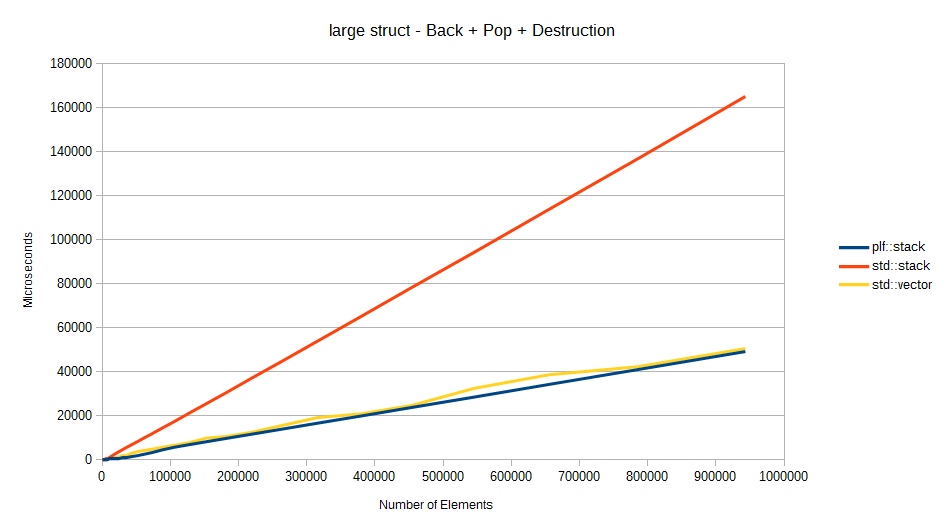 large struct - Back + Pop + Destruction
180000
160000
140000
120000
100000
80000
60000
40000
20000
0
Microseconds
0 100000 200000 300000 400000 500000 600000 700000 800000 900000 1000000
Number of Elements
plf::stack
std::stack
std::vector